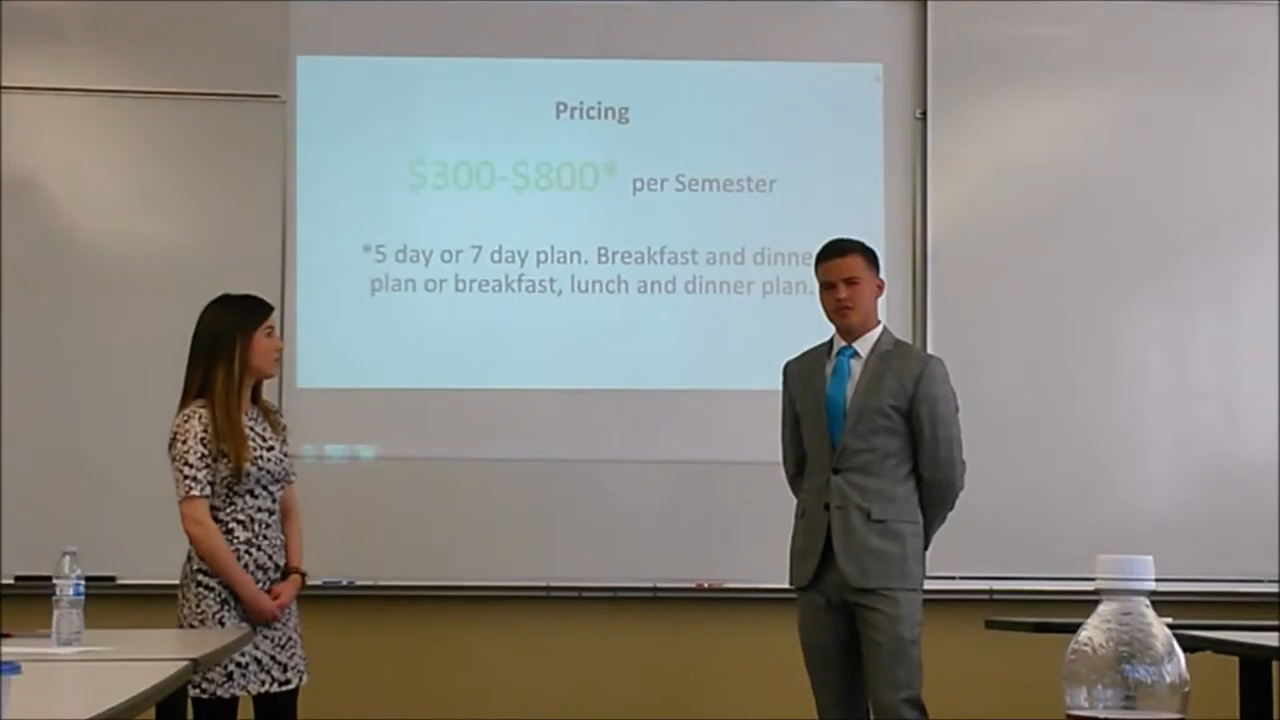 Pricing
$300-$800* per Semester
*5 day or 7 day plan. Breakfast and dinne
plan or breakfast, lunch and dinner plan.